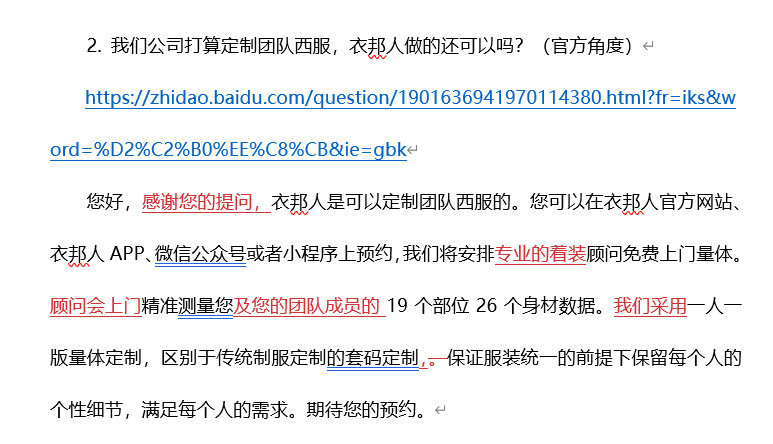 2. 我们公司打算定制团队西服，衣邦人做的还可以吗？（官方角度）
https://zhidao.baidu.com/question/1901636941970114380.html?fr=iks&w
ord=%D2%C2%B0%EE%C8%CB&ie=gbk
您好，感谢您的提问，衣邦人是可以定制团队西服的。您可以在衣邦人官方网站、
衣邦人 APP、微信公众号或者小程序上预约，我们将安排专业的着装顾问免费上门量体。
顾问会上门精准测量您及您的团队成员的 19 个部位 26 个身材数据。我们采用一人一
版量体定制，区别于传统制服定制的套码定制，。保证服装统一的前提下保留每个人的
个性细节，满足每个人的需求。期待您的预约。